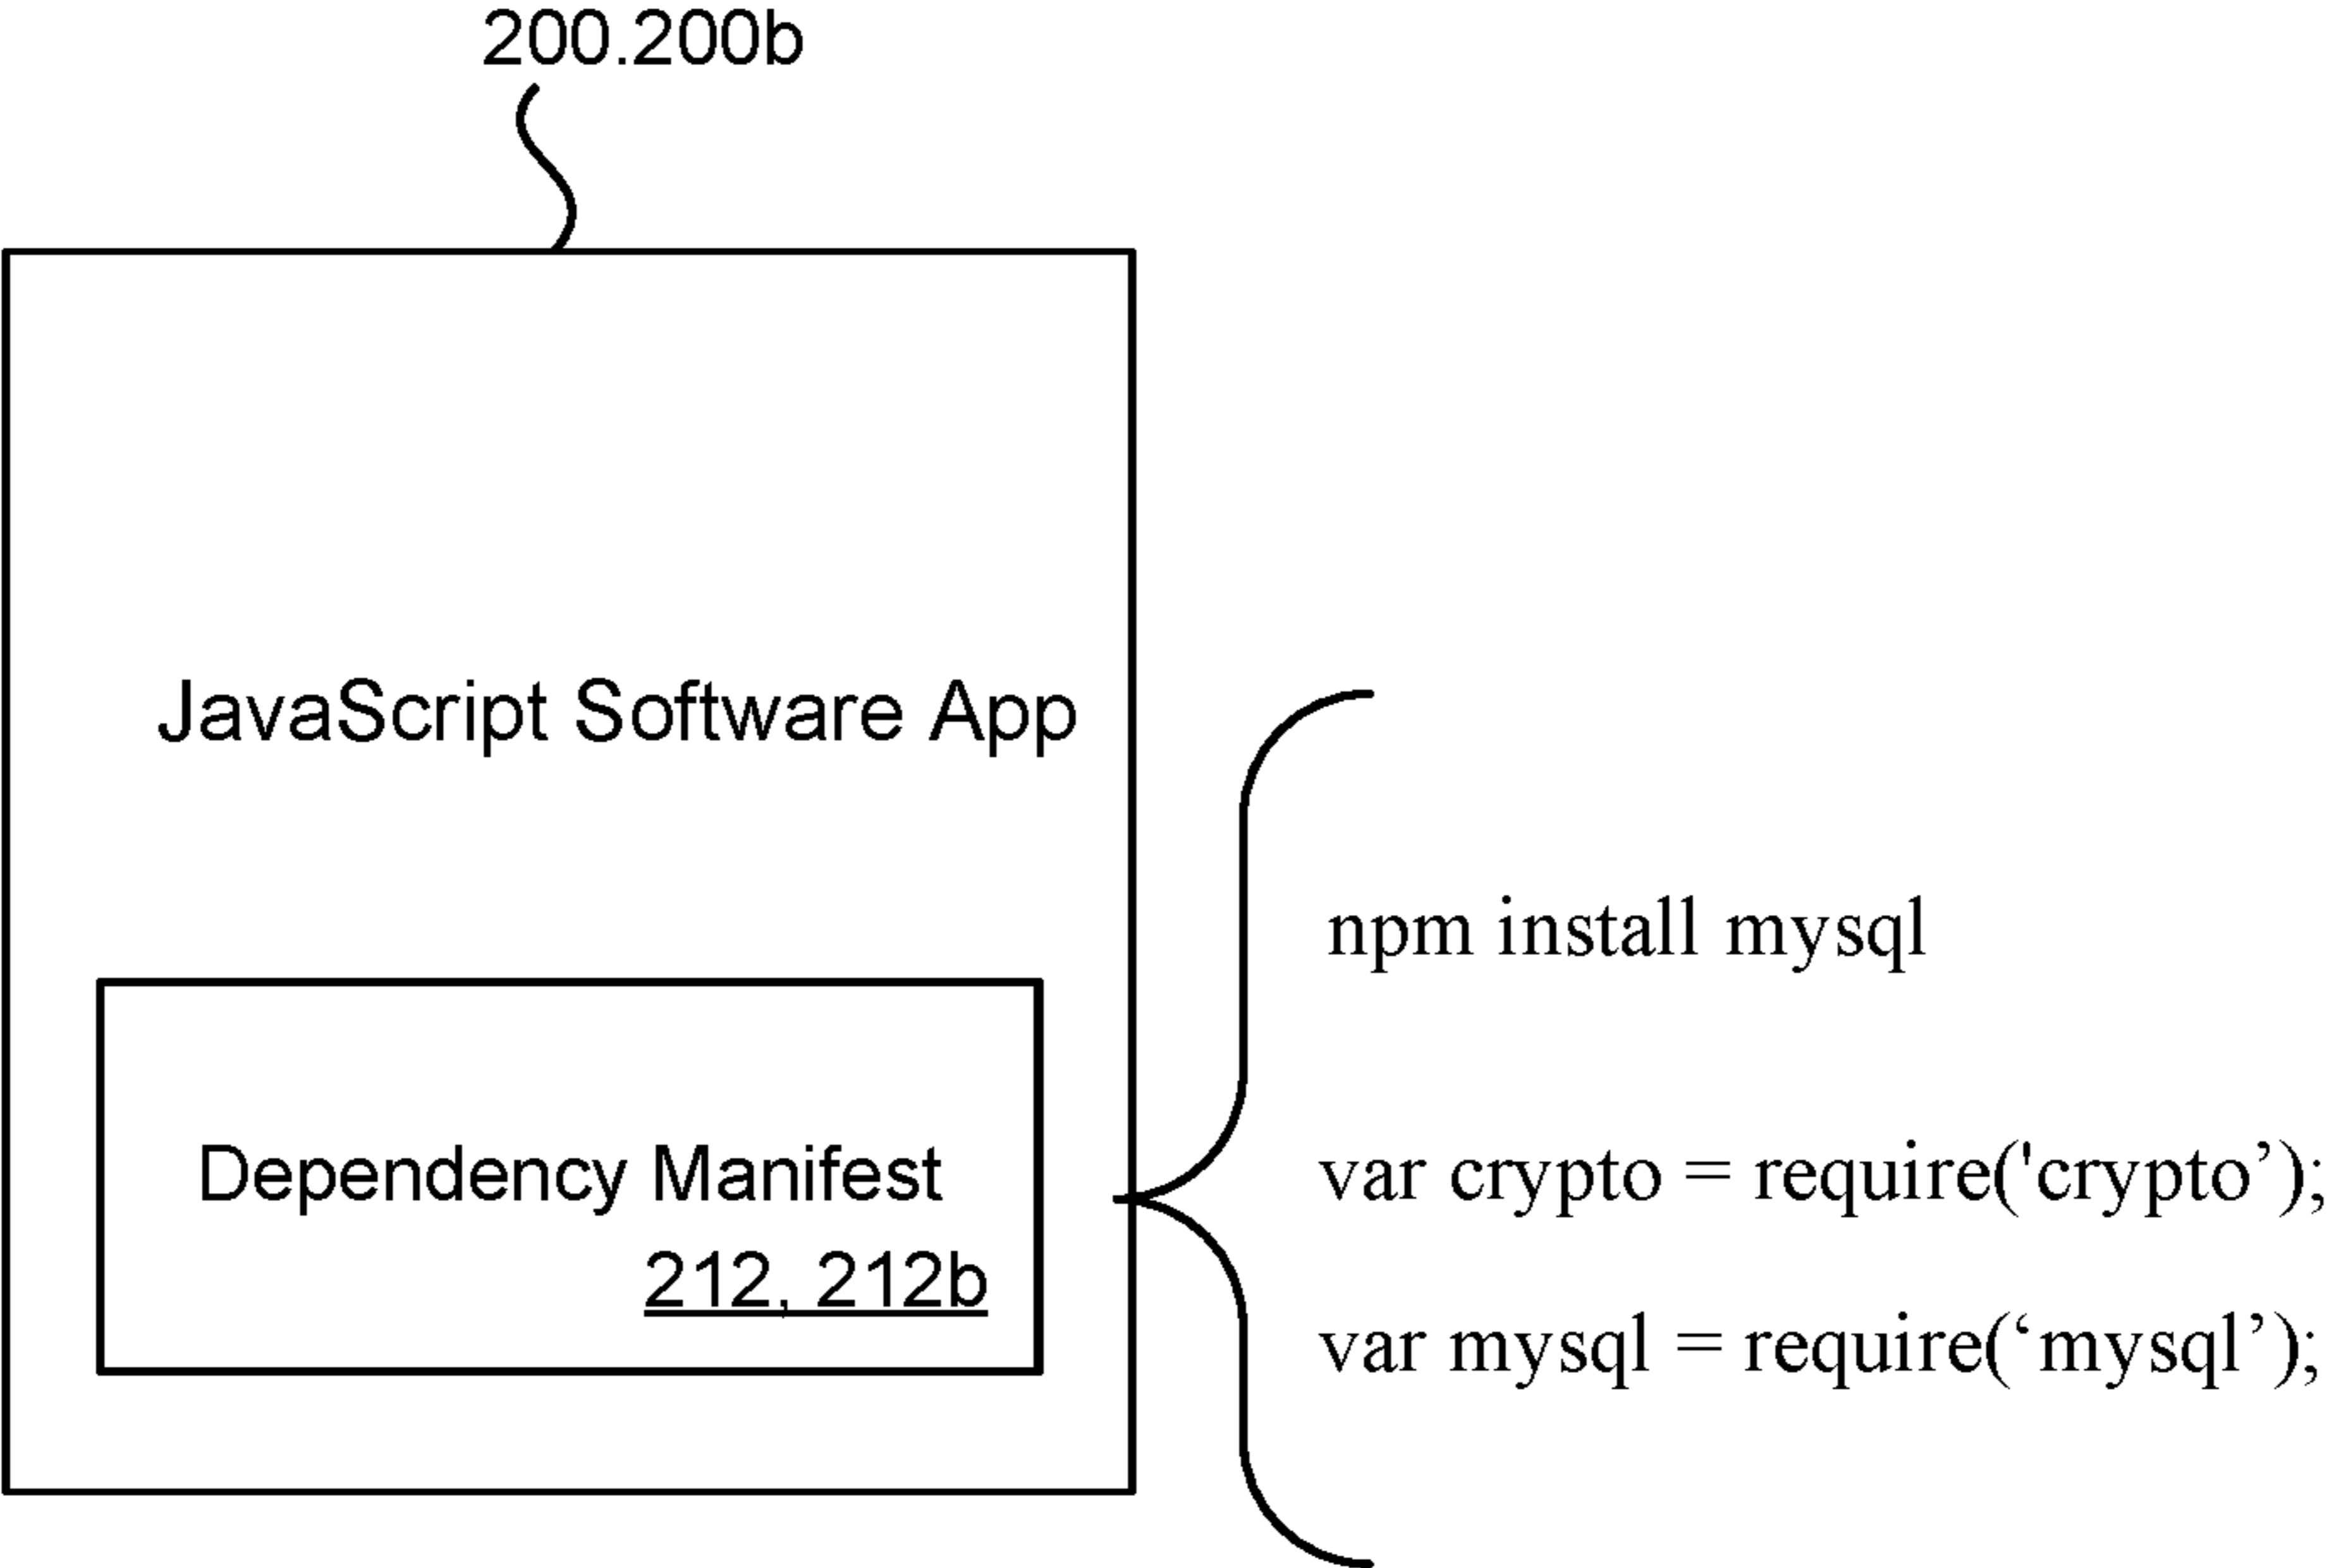 200.200b
JavaScript Software App
Dependency Manifest
212, 212b
npm install mysql
var crypto = require('crypto’);
var mysql = require(‘mysql’);